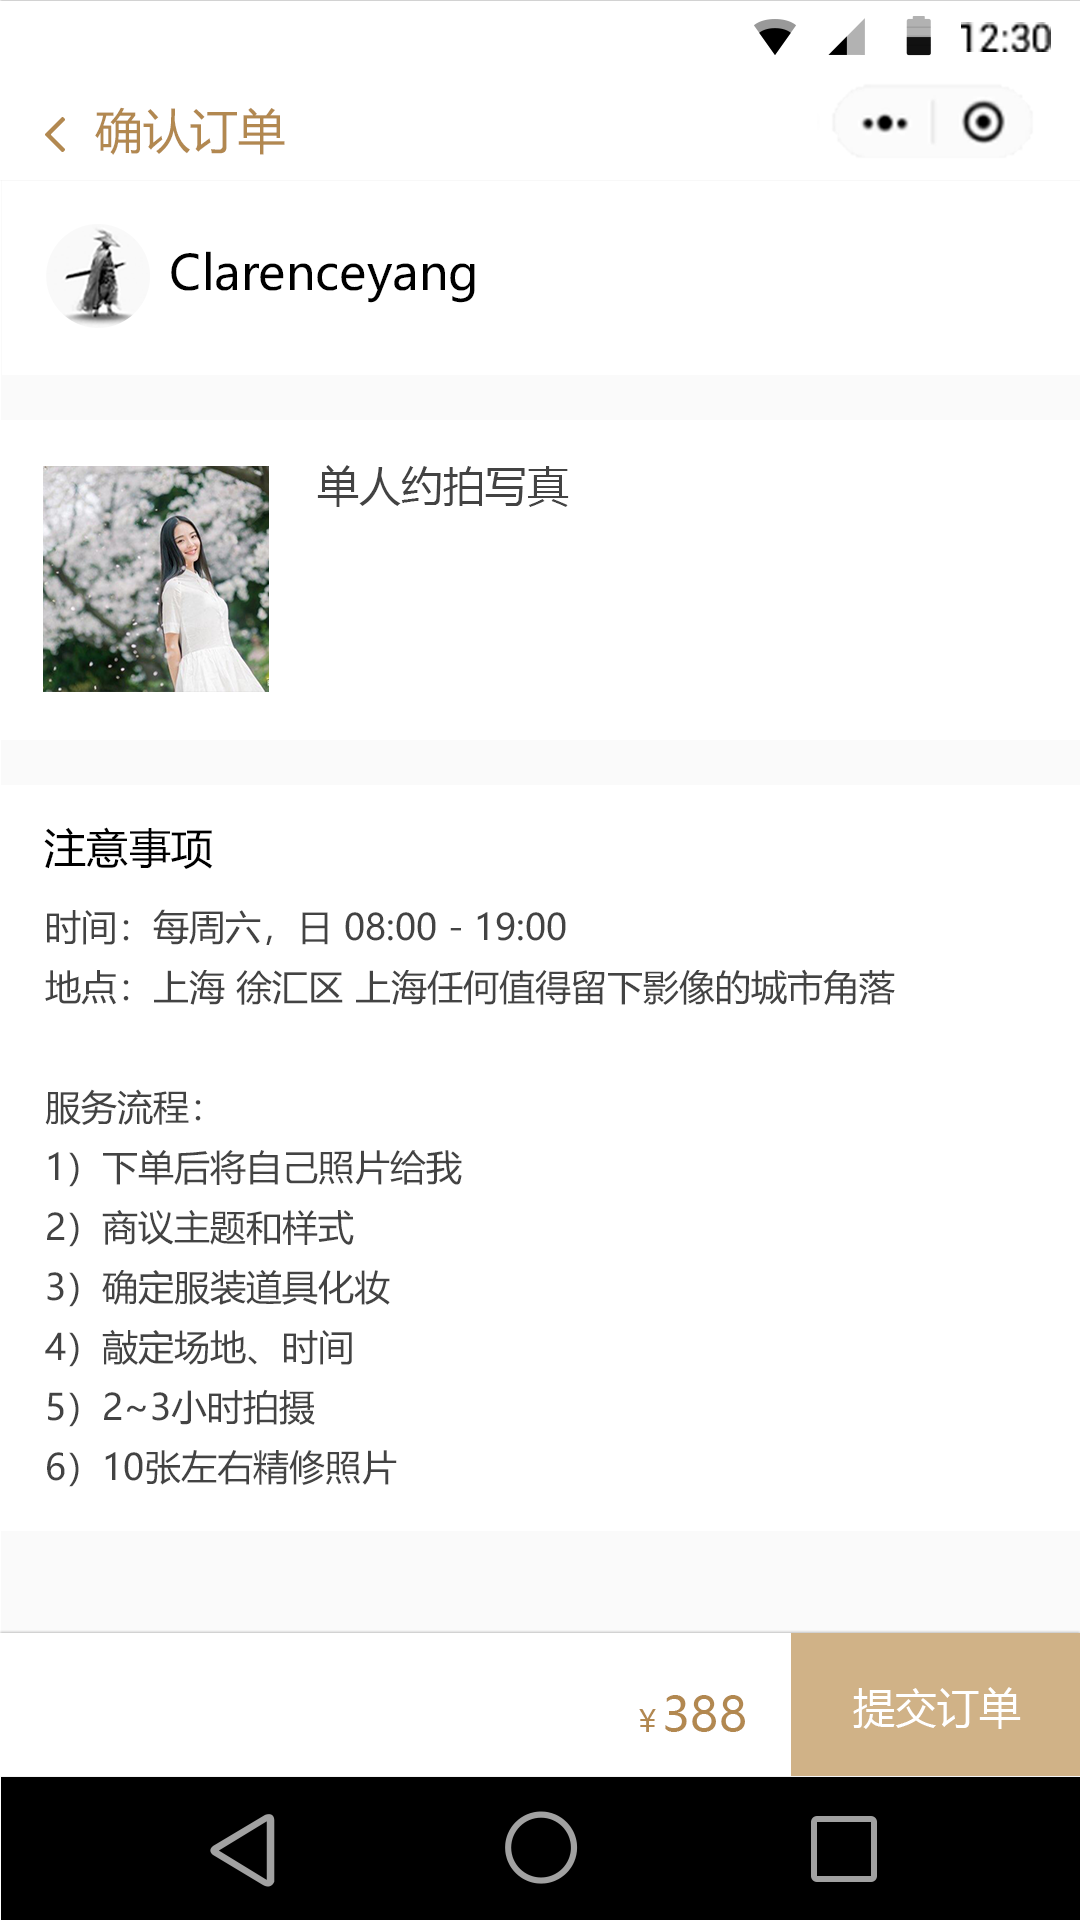 12:30
确认订单
Clarenceyang
单人约拍写真
注意事项
时间：每周六，日 08:00 - 19:00
地点：上海 徐汇区 上海任何值得留下影像的城市角落
服务流程：
1）下单后将自己照片给我
2）商议主题和样式
3）确定服装道具化妆
4）敲定场地、时间
5）2~3小时拍摄
6）10张左右精修照片
¥388
提交订单